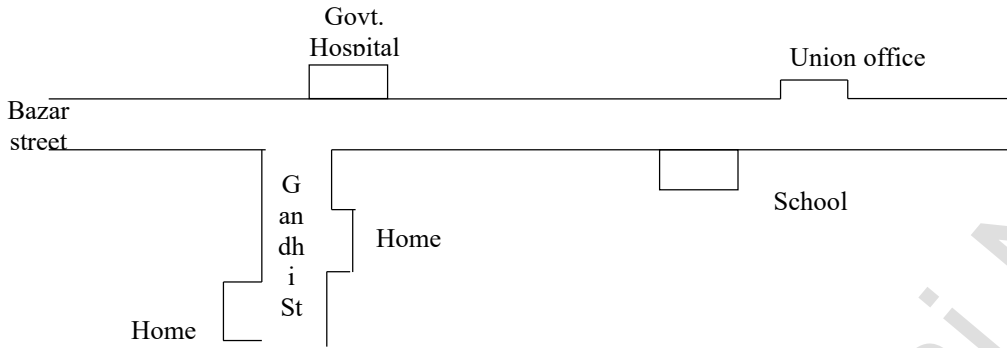 Govt.
Hospital
Union office
Bazar
street
School
G
an
dh
i
St
Home
Home